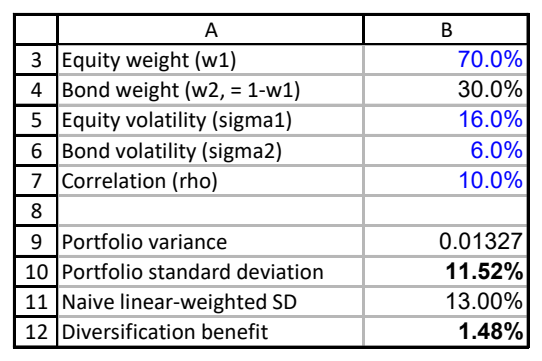 A B
3 Equity weight (w1) 70.0%
4 Bond weight (w2, = 1-w1) 30.0%
5 Equity volatility (sigma1) 16.0%
6 Bond volatility (sigma2) 6.0%
7 Correlation (rho) 10.0%
8
9 Portfolio variance 0.01327
10 Portfolio standard deviation 11.52%
11 Naive linear-weighted SD 13.00%
12 Diversification benefit 1.48%